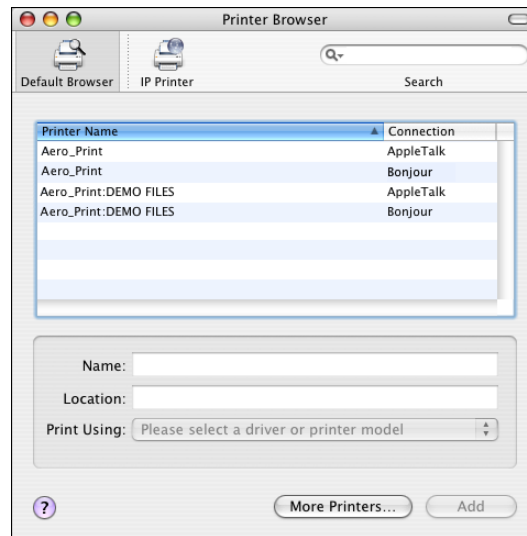 Printer Browser
Default Browser
IP Printer
Search
Printer Name Connection
Aero_Print AppleTalk
Aero_Print Bonjour
Aero_Print:DEMO FILES AppleTalk
Aero_Print:DEMO FILES Bonjour
Name:
Location:
Print Using: Please select a driver or printer model
? More Printers... Add